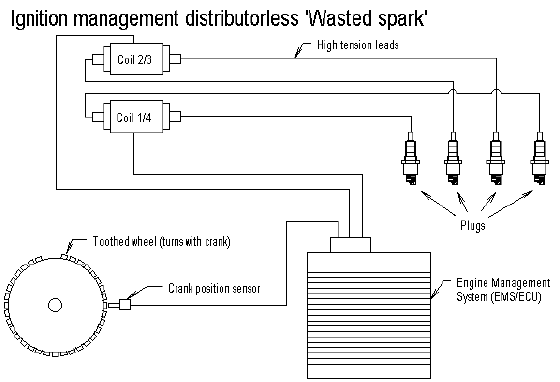 Ignition management distributorless 'Wasted spark'
High tension leads
Coil 2/3
Coil 1/4
Plugs
Toothed wheel (turns with crank)
Crank position sensor
Engine Management
System (EMS/ECU)